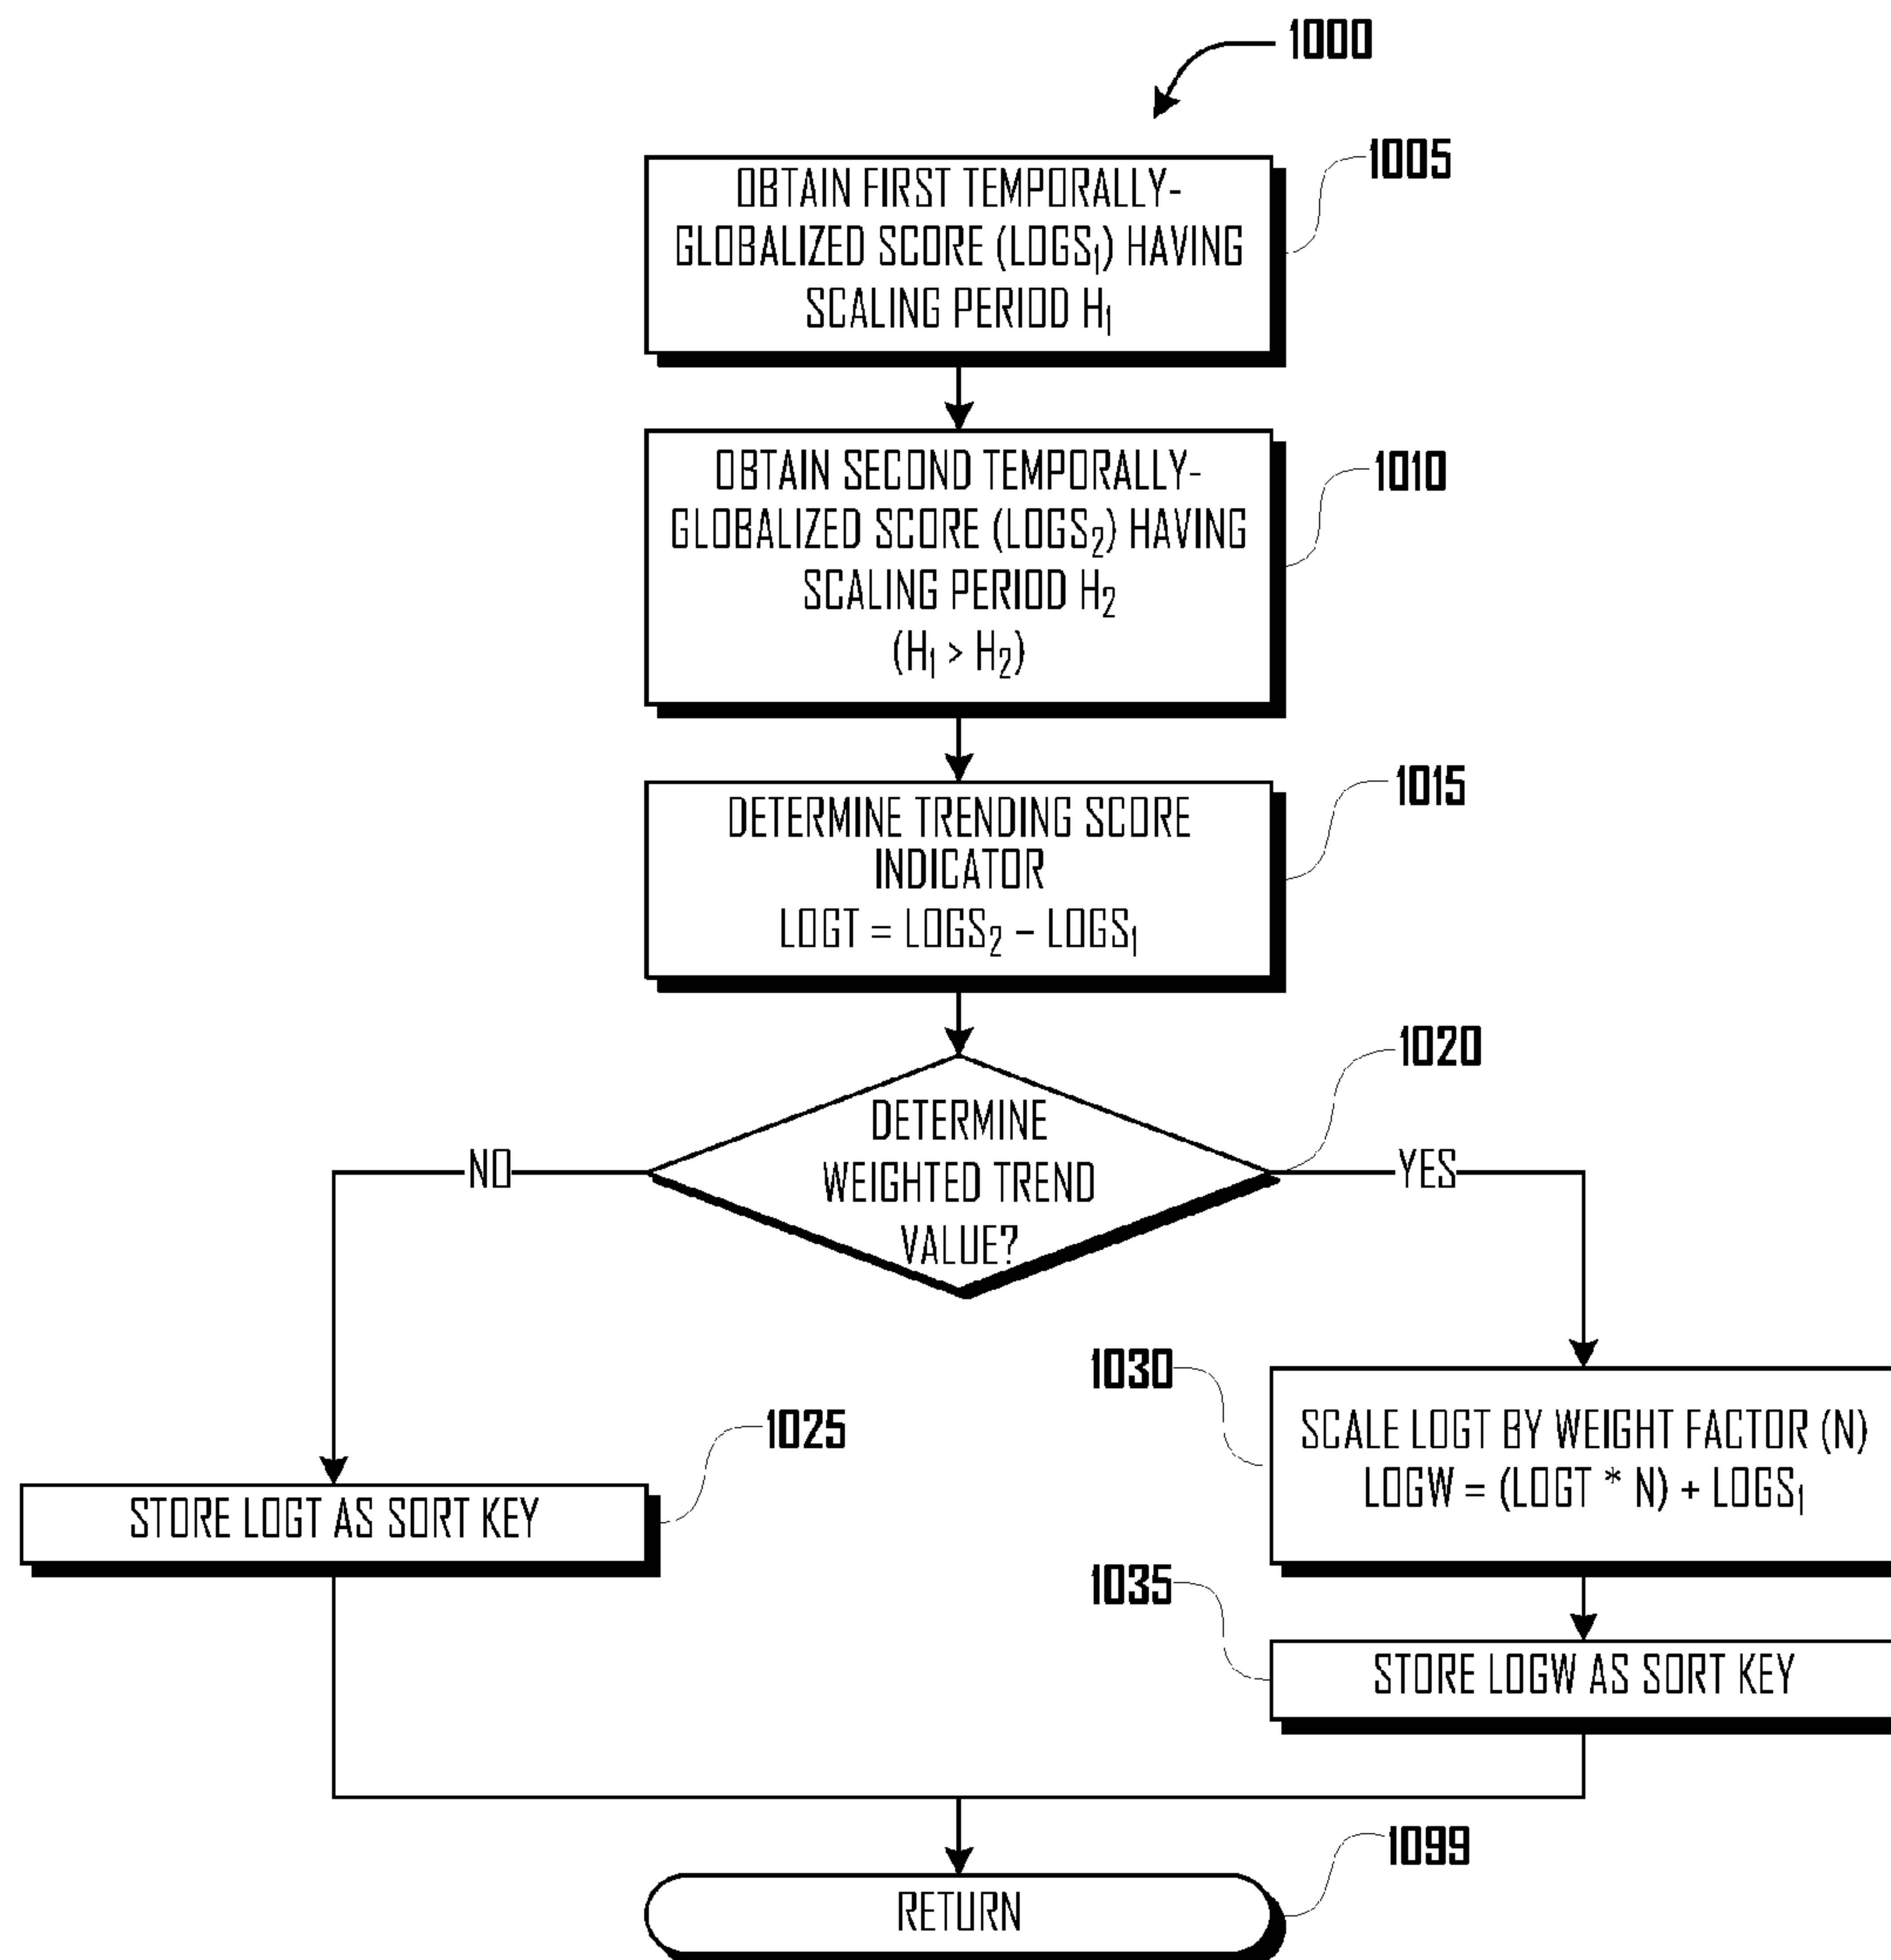 1000
1005
OBTAIN FIRST TEMPORALLY-
GLOBALIZED SCORE (LOGS₁) HAVING
SCALING PERIOD H₁
1010
OBTAIN SECOND TEMPORALLY-
GLOBALIZED SCORE (LOGS₂) HAVING
SCALING PERIOD H₂
(H₁ > H₂)
1015
DETERMINE TRENDING SCORE
INDICATOR
LOGT = LOGS₂ – LOGS₁
1020
DETERMINE
WEIGHTED TREND
VALUE?
NO
YES
1025
STORE LOGT AS SORT KEY
1030
SCALE LOGT BY WEIGHT FACTOR (N)
LOGW = (LOGT * N) + LOGS₁
1035
STORE LOGW AS SORT KEY
1099
RETURN